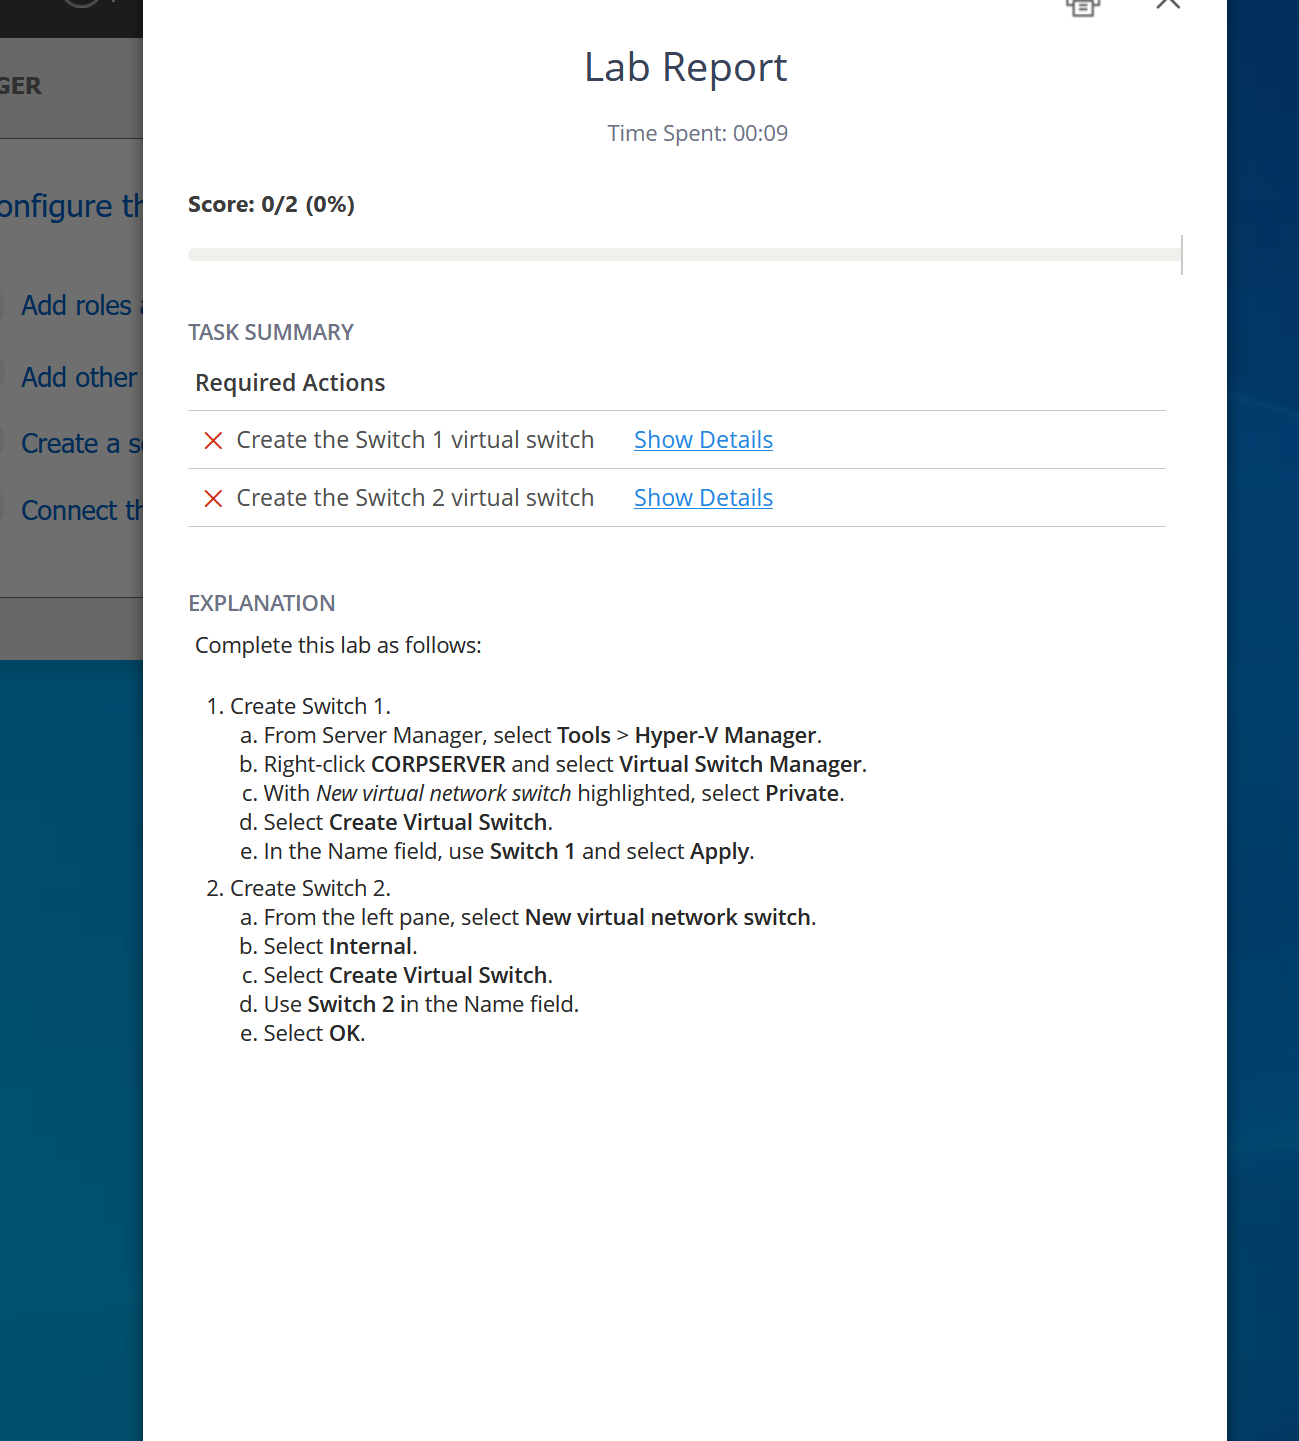 Lab Report
Time Spent: 00:09
Score: 0/2 (0%)
TASK SUMMARY
Required Actions
Create the Switch 1 virtual switch Show Details
Create the Switch 2 virtual switch Show Details
EXPLANATION
Complete this lab as follows:
1. Create Switch 1.
a. From Server Manager, select Tools > Hyper-V Manager.
b. Right-click CORPSERVER and select Virtual Switch Manager.
c. With New virtual network switch highlighted, select Private.
d. Select Create Virtual Switch.
e. In the Name field, use Switch 1 and select Apply.
2. Create Switch 2.
a. From the left pane, select New virtual network switch.
b. Select Internal.
c. Select Create Virtual Switch.
d. Use Switch 2 in the Name field.
e. Select OK.
GER
onfigure th
Add roles
Add other
Create a s
Connect th